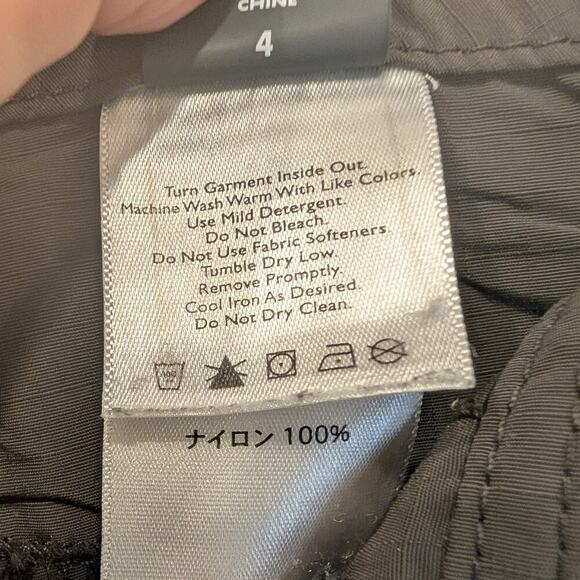 CHINE
4
Turn Garment Inside Out.
Machine Wash Warm With Like Colors.
Use Mild Detergent.
Do Not Bleach.
Do Not Use Fabric Softeners.
Tumble Dry Low.
Remove Promptly.
Cool Iron As Desired.
Do Not Dry Clean.
ナイロン 100%